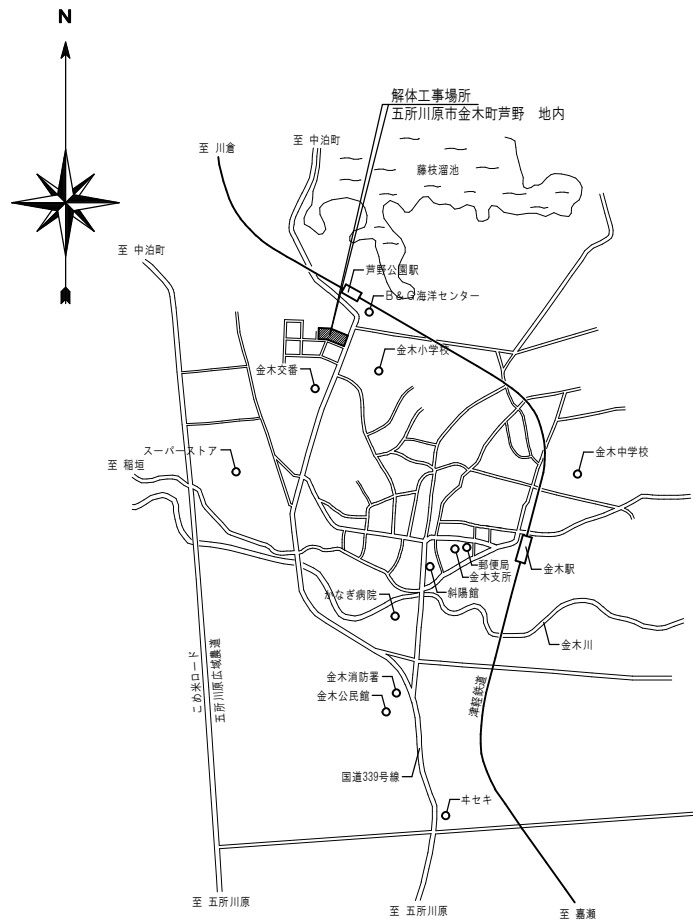 N
解体工事場所
五所川原市金木町芦野　地内
至 中泊町
至 川倉
藤枝溜池
至 中泊町
芦野公園駅
B&G海洋センター
金木小学校
金木交番
スーパーストア
至 稲垣
金木中学校
郵便局
金木支所
金木駅
斜陽館
かなぎ病院
金木川
こめ米ロード
五所川原広域農道
金木消防署
金木公民館
津軽鉄道
国道339号線
ヰセキ
至 五所川原
至 五所川原
至 嘉瀬